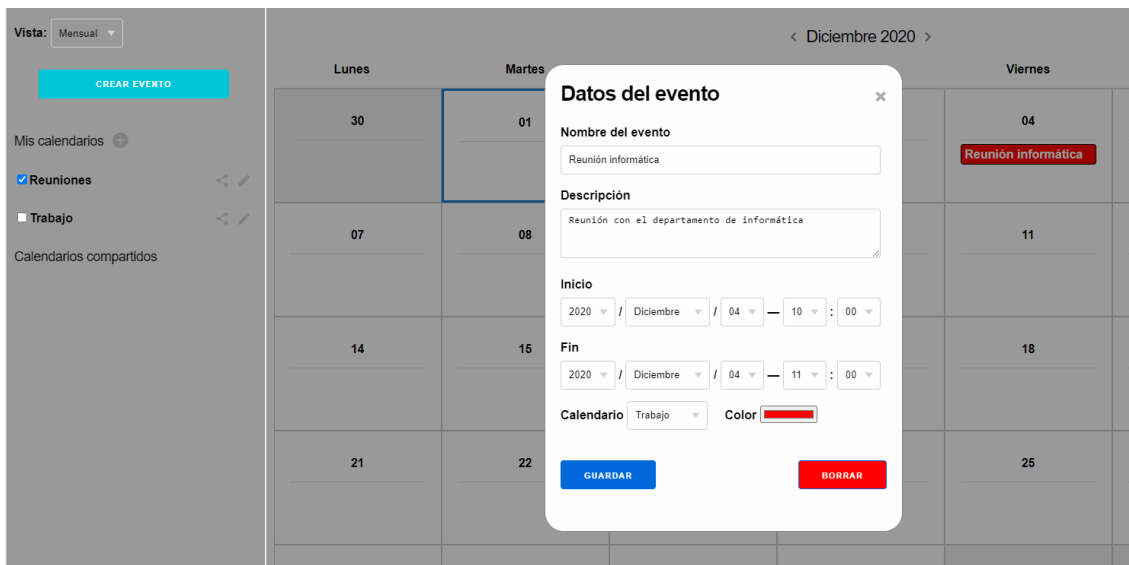 Vista: Mensual
CREAR EVENTO
Mis calendarios
Reuniones
Trabajo
Calendarios compartidos
< Diciembre 2020 >
Lunes Martes Viernes
30 01 04
Reunión informática
07 08 11
14 15 18
21 22 25
Datos del evento ×
Nombre del evento
Reunión informática
Descripción
Reunión con el departamento de informática
Inicio
2020 / Diciembre / 04 — 10 : 00
Fin
2020 / Diciembre / 04 — 11 : 00
Calendario Trabajo Color
GUARDAR BORRAR